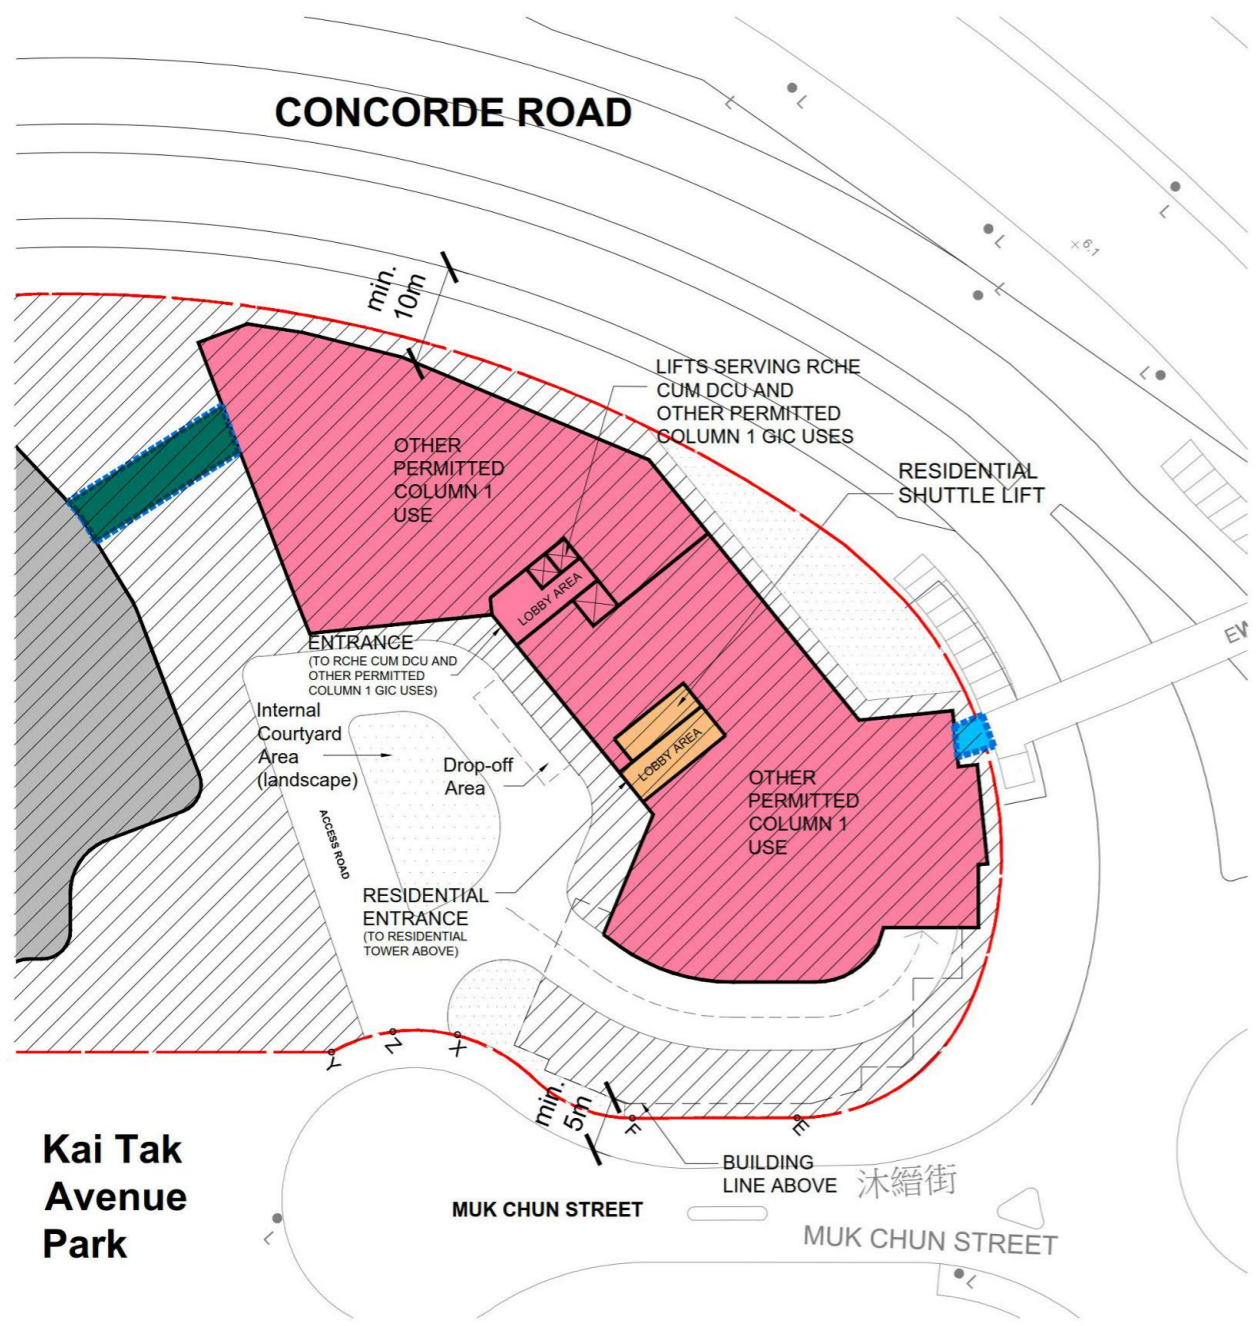 CONCORDE ROAD
L
L
L
L
6.1
L
min.
10m
L
LIFTS SERVING RCHE
CUM DCU AND
OTHER PERMITTED
COLUMN 1 GIC USES
OTHER
PERMITTED
COLUMN 1
USE
RESIDENTIAL
SHUTTLE LIFT
LOBBY AREA
ENTRANCE
(TO RCHE CUM DCU AND
OTHER PERMITTED
COLUMN 1 GIC USES)
EW
Internal
Courtyard
Area
(landscape)
Drop-off
Area
LOBBY AREA
OTHER
PERMITTED
COLUMN 1
USE
ACCESS ROAD
RESIDENTIAL
ENTRANCE
(TO RESIDENTIAL
TOWER ABOVE)
Y
Z
X
min.
5m
F
E
Kai Tak
Avenue
Park
BUILDING
LINE ABOVE
沐縉街
MUK CHUN STREET
MUK CHUN STREET
L
L